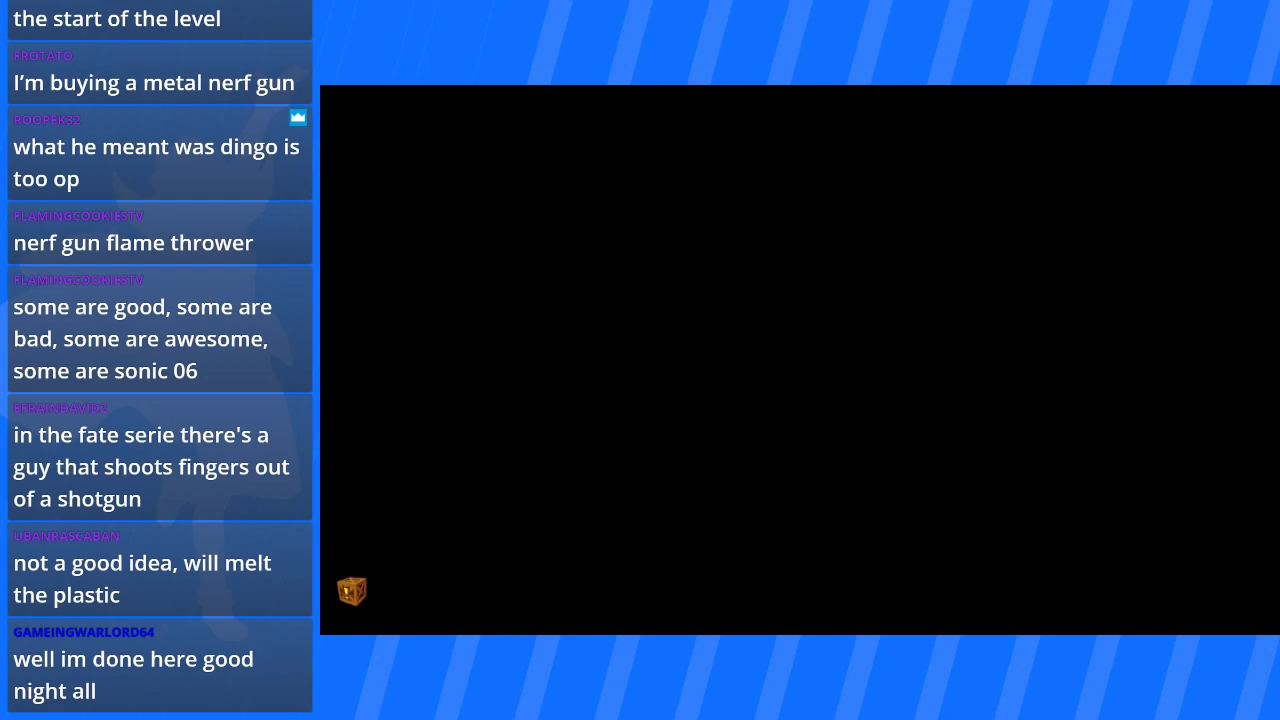 the start of the level
FROTATO
I'm buying a metal nerf gun
ROOPEK32
what he meant was dingo is
too op
FLAMINGCOOKIESTV
nerf gun flame thrower
FLAMINGCOOKIESTV
some are good, some are
bad, some are awesome,
some are sonic 06
EFRAINDAVID2
in the fate serie there's a
guy that shoots fingers out
of a shotgun
UBANRASCABAN
not a good idea, will melt
the plastic
GAMEINGWARLORD64
well im done here good
night all